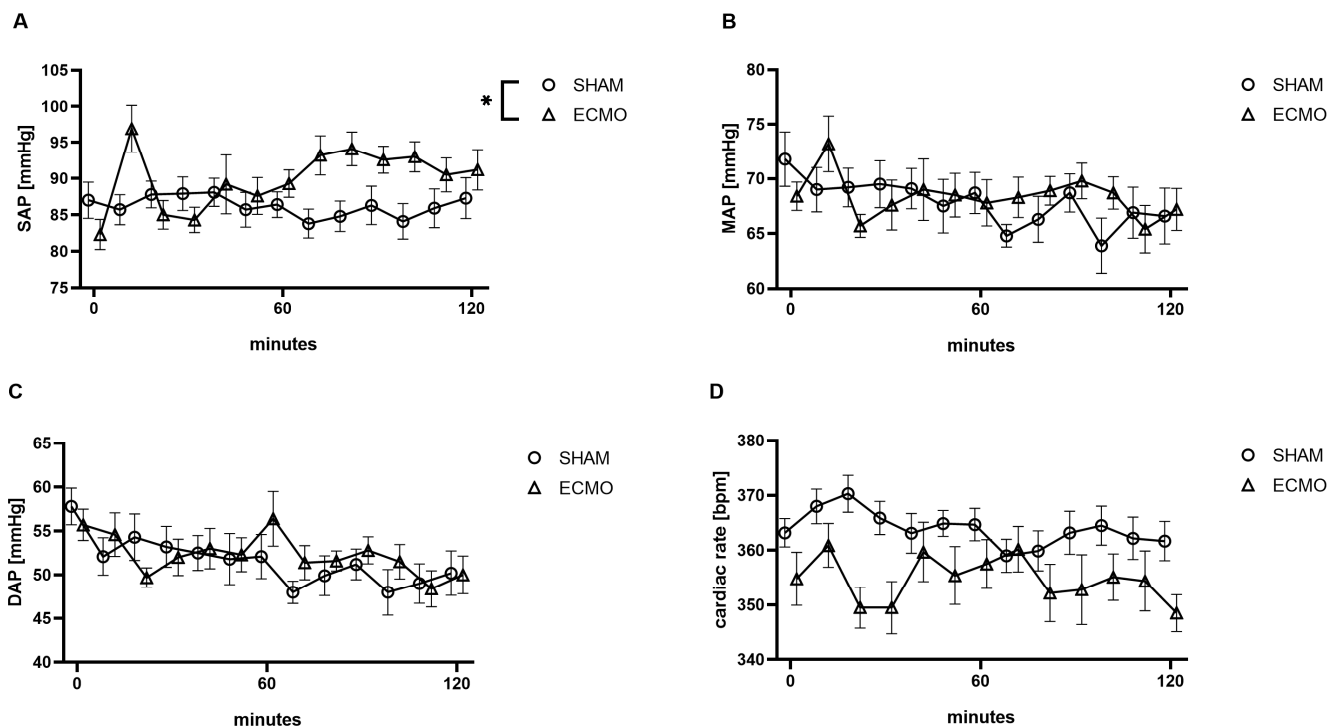 A
105
100
95
90
85
80
75
SAP [mmHg]
0 60 120
minutes
* SHAM
ECMO
B
80
75
70
65
60
MAP [mmHg]
0 60 120
minutes
SHAM
ECMO
C
65
60
55
50
45
40
DAP [mmHg]
0 60 120
minutes
SHAM
ECMO
D
380
370
360
350
340
cardiac rate [bpm]
0 60 120
minutes
SHAM
ECMO